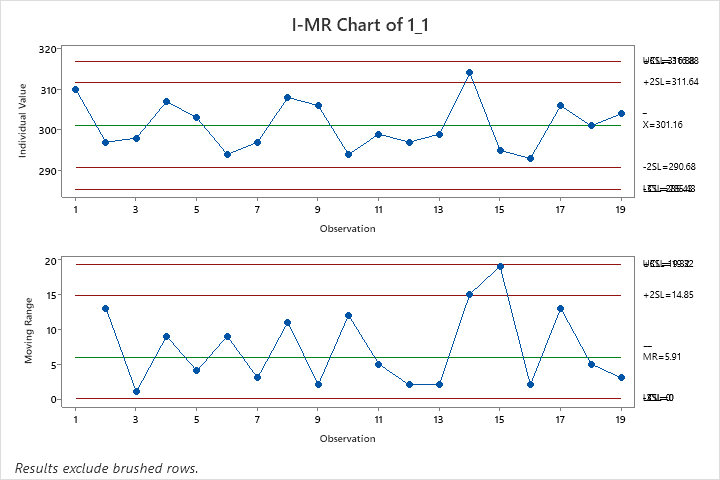 I-MR Chart of 1_1
320
310
300
290
Individual Value
+2SL=311.64
X=301.16
-2SL=290.68
1 3 5 7 9 11 13 15 17 19
Observation
20
15
10
5
0
Moving Range
+2SL=14.85
MR=5.91
1 3 5 7 9 11 13 15 17 19
Observation
Results exclude brushed rows.